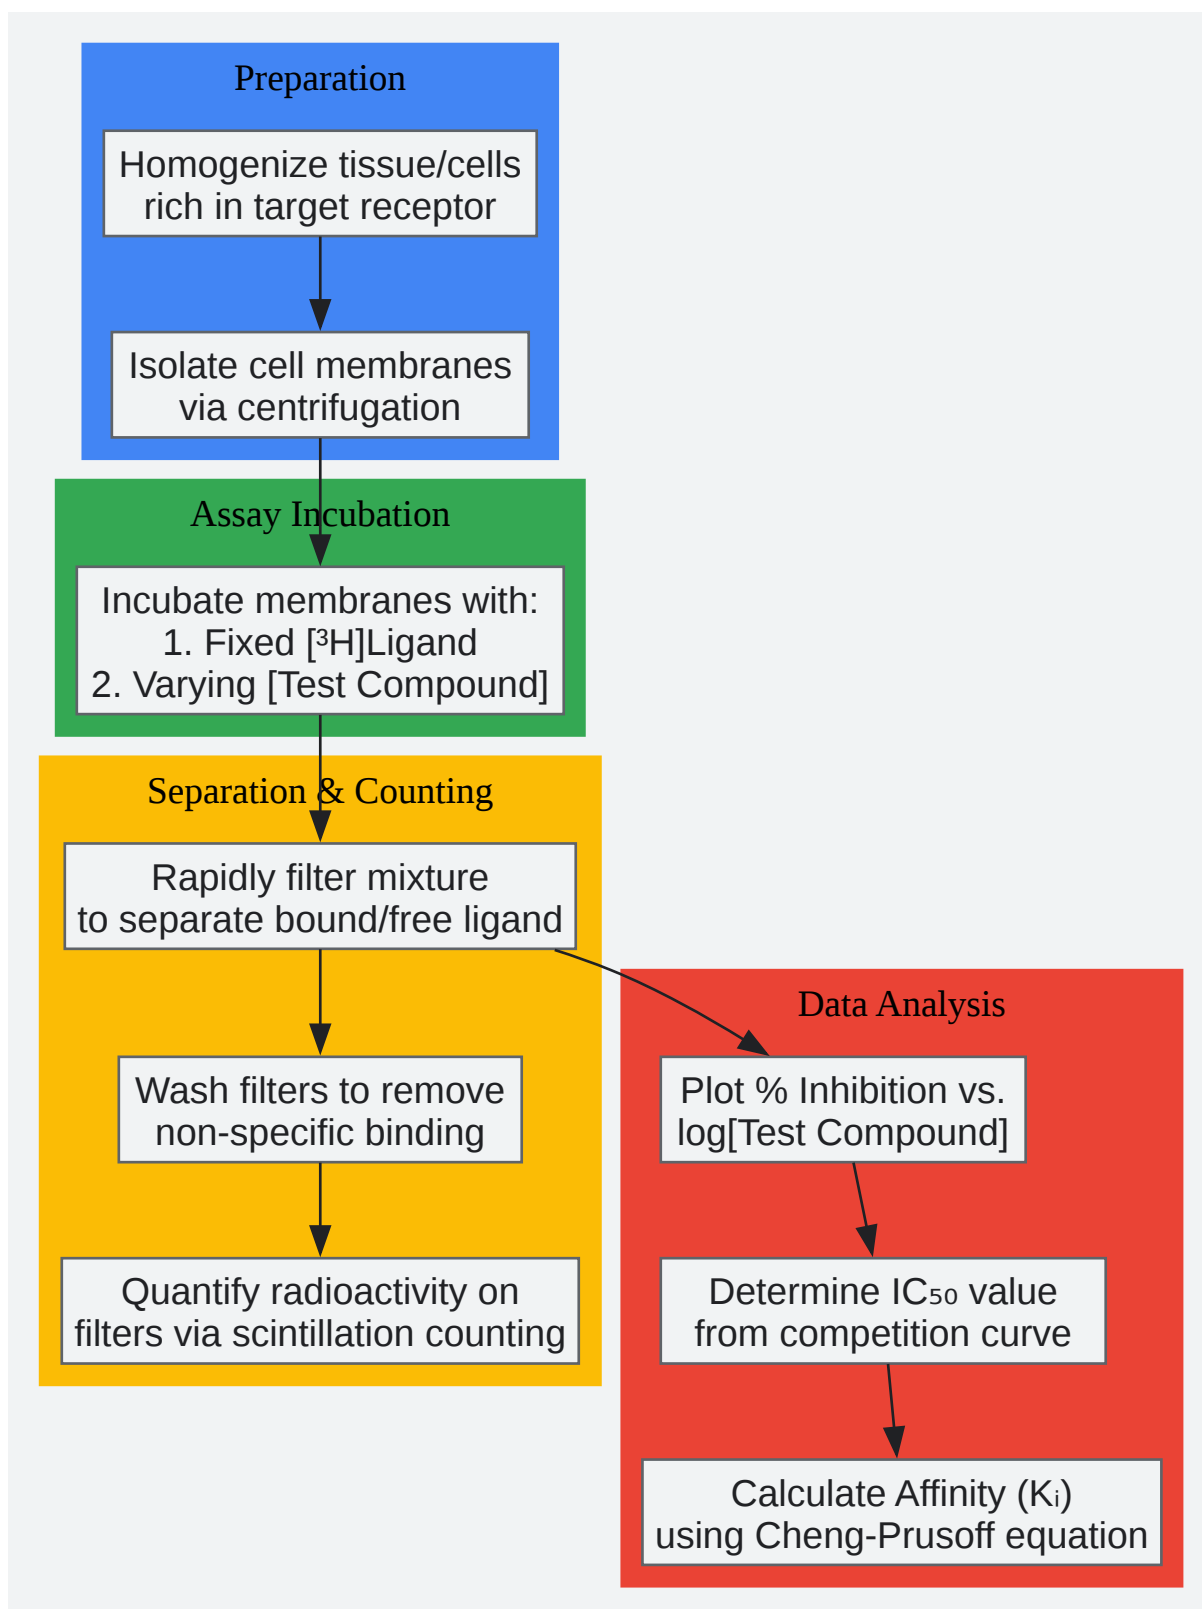 Preparation
Homogenize tissue/cells
rich in target receptor
Isolate cell membranes
via centrifugation
Assay Incubation
Incubate membranes with:
1. Fixed [³H]Ligand
2. Varying [Test Compound]
Separation & Counting
Rapidly filter mixture
to separate bound/free ligand
Wash filters to remove
non-specific binding
Quantify radioactivity on
filters via scintillation counting
Data Analysis
Plot % Inhibition vs.
log[Test Compound]
Determine IC₅₀ value
from competition curve
Calculate Affinity (Kᵢ)
using Cheng-Prusoff equation